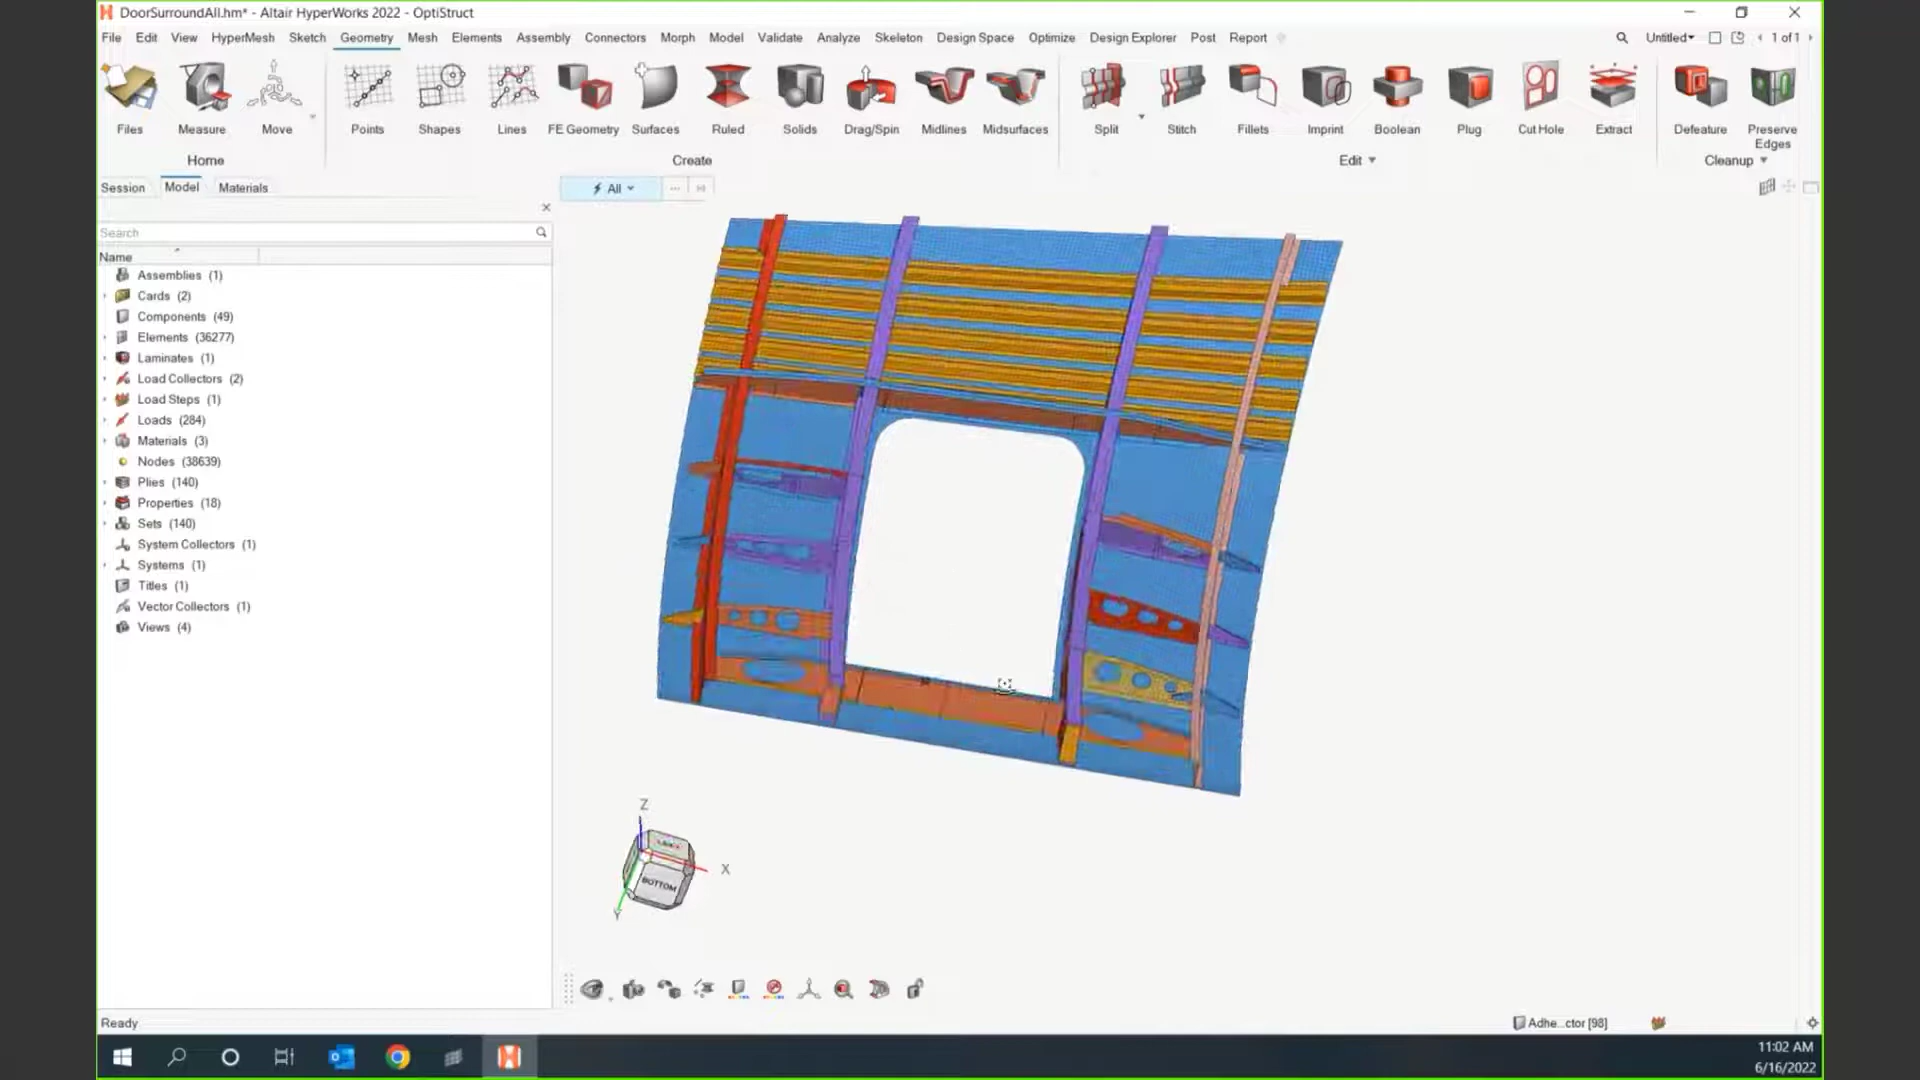 DoorSurroundAll.hm* - Altair HyperWorks 2022 - OptiStruct
File Edit View HyperMesh Sketch Geometry Mesh Elements Assembly Connectors Morph Model Validate Analyze Skeleton Design Space Optimize Design Explorer Post Report Untitled 1 of 1
Files Measure Move Points Shapes Lines FE Geometry Surfaces Ruled Solids Drag/Spin Midlines Midsurfaces Split Stitch Fillets Imprint Boolean Plug Cut Hole Extract Defeature Preserve Edges
Home Create Edit Cleanup
Session Model Materials
All
Search
Name
Assemblies (1)
Cards (2)
Components (49)
Elements (36277)
Laminates (1)
Load Collectors (2)
Load Steps (1)
Loads (284)
Materials (3)
Nodes (38639)
Plies (140)
Properties (18)
Sets (140)
System Collectors (1)
Systems (1)
Titles (1)
Vector Collectors (1)
Views (4)
Z
X
BOTTOM
Y
Ready
Adhe...ctor [98]
11:02 AM
6/16/2022